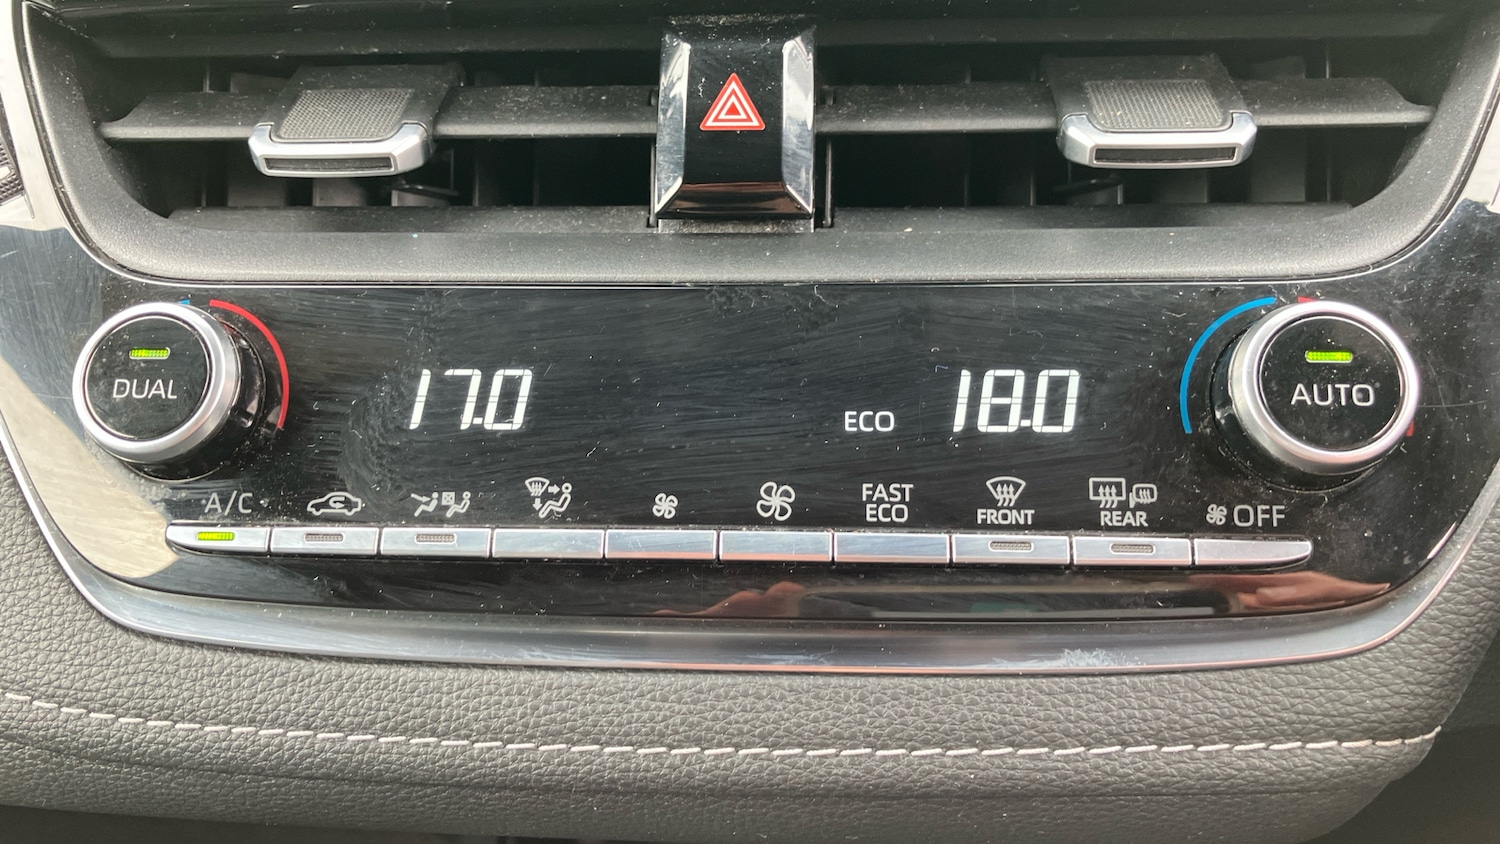 DUAL
17.0
ECO
18.0
AUTO
A/C
FAST
ECO
FRONT
REAR
OFF